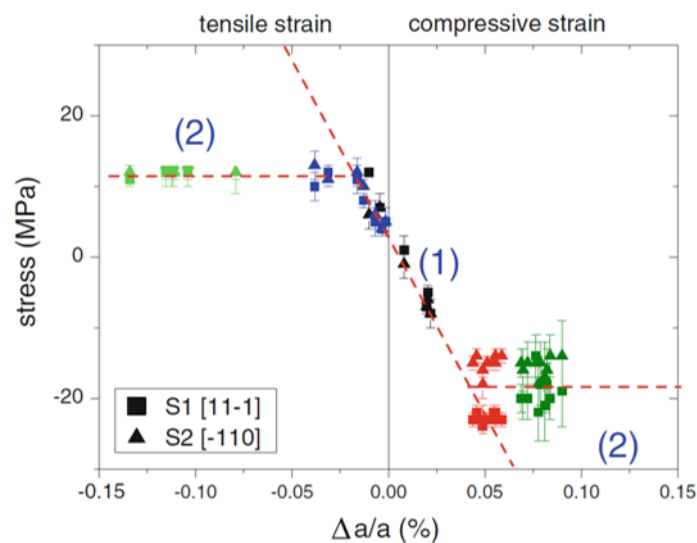 tensile strain compressive strain
20
0
-20
stress (MPa)
(2)
(1)
(2)
S1 [11-1]
S2 [-110]
-0.15 -0.10 -0.05 0.00 0.05 0.10 0.15
Δa/a (%)